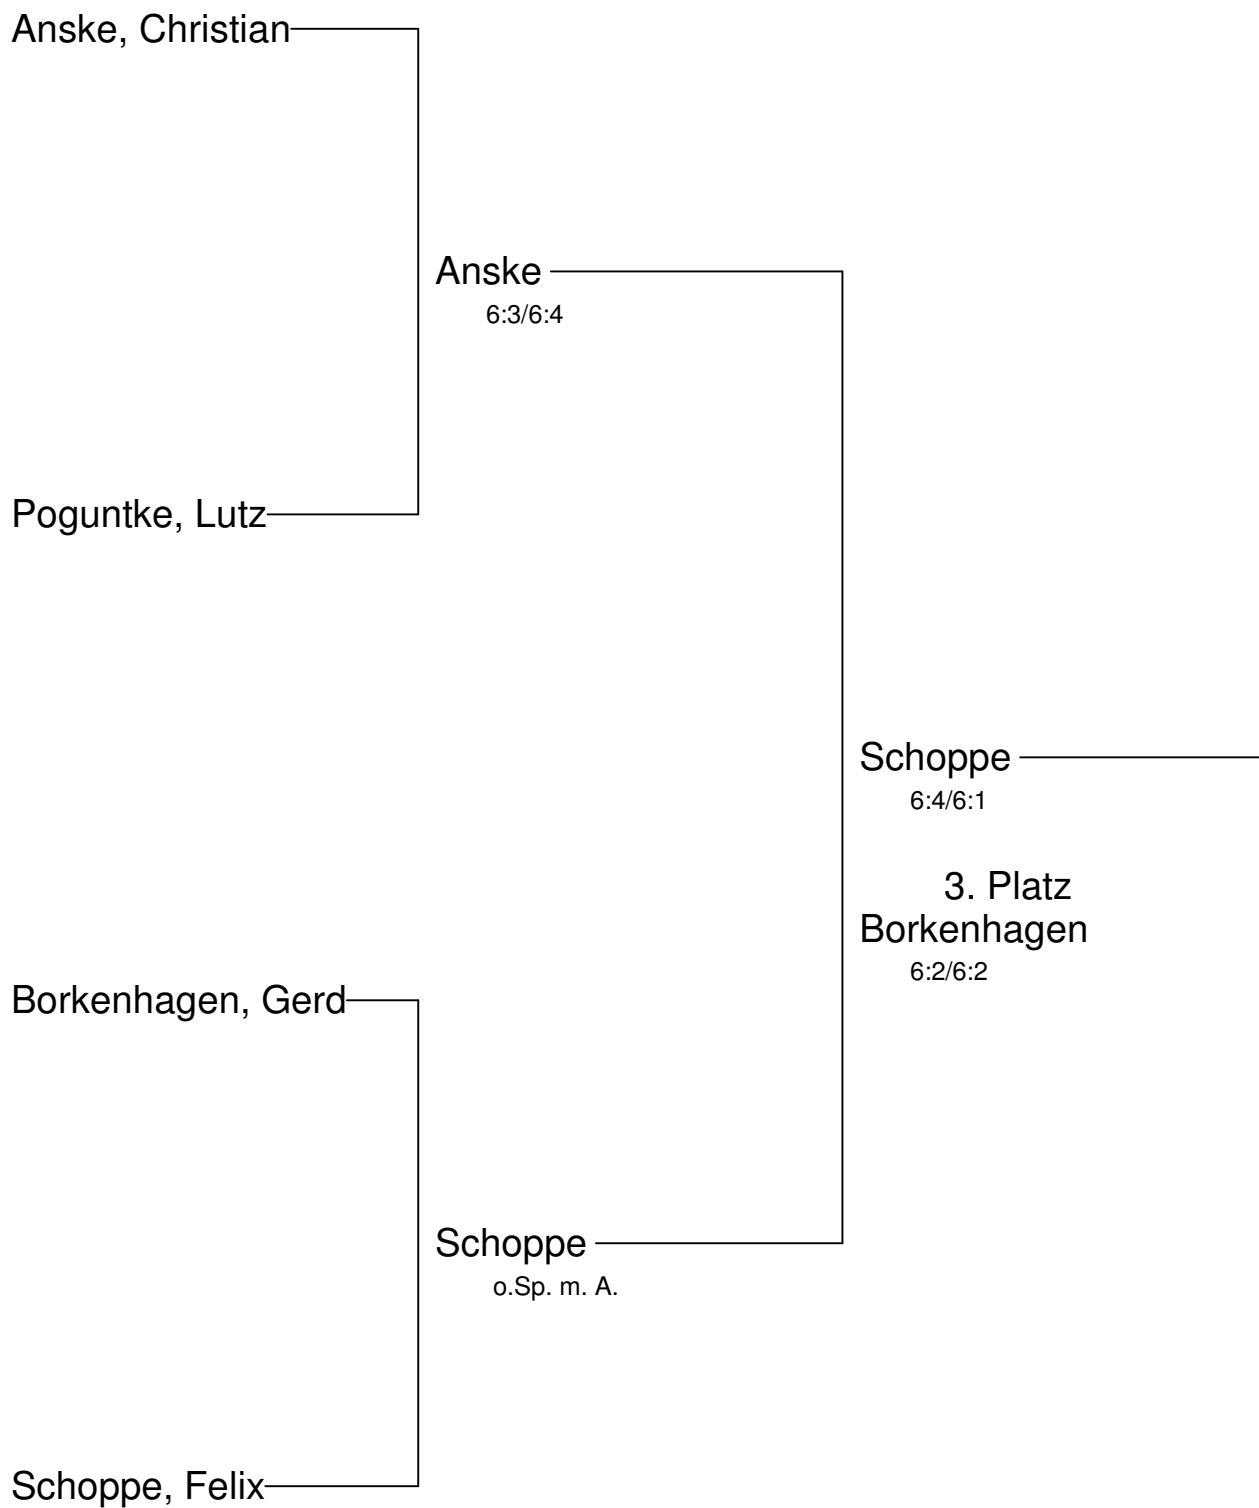 Anske, Christian
Anske
6:3/6:4
Poguntke, Lutz
Schoppe
6:4/6:1
3. Platz
Borkenhagen
6:2/6:2
Borkenhagen, Gerd
Schoppe
o.Sp. m. A.
Schoppe, Felix